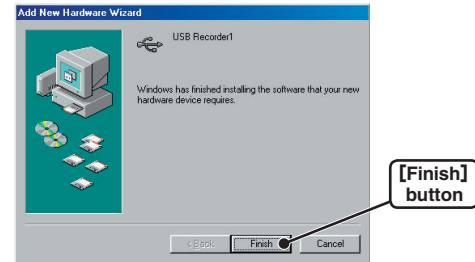 Add New Hardware Wizard
USB Recorder1
Windows has finished installing the software that your new
hardware device requires.
< Back
Finish
Cancel
[Finish]
button